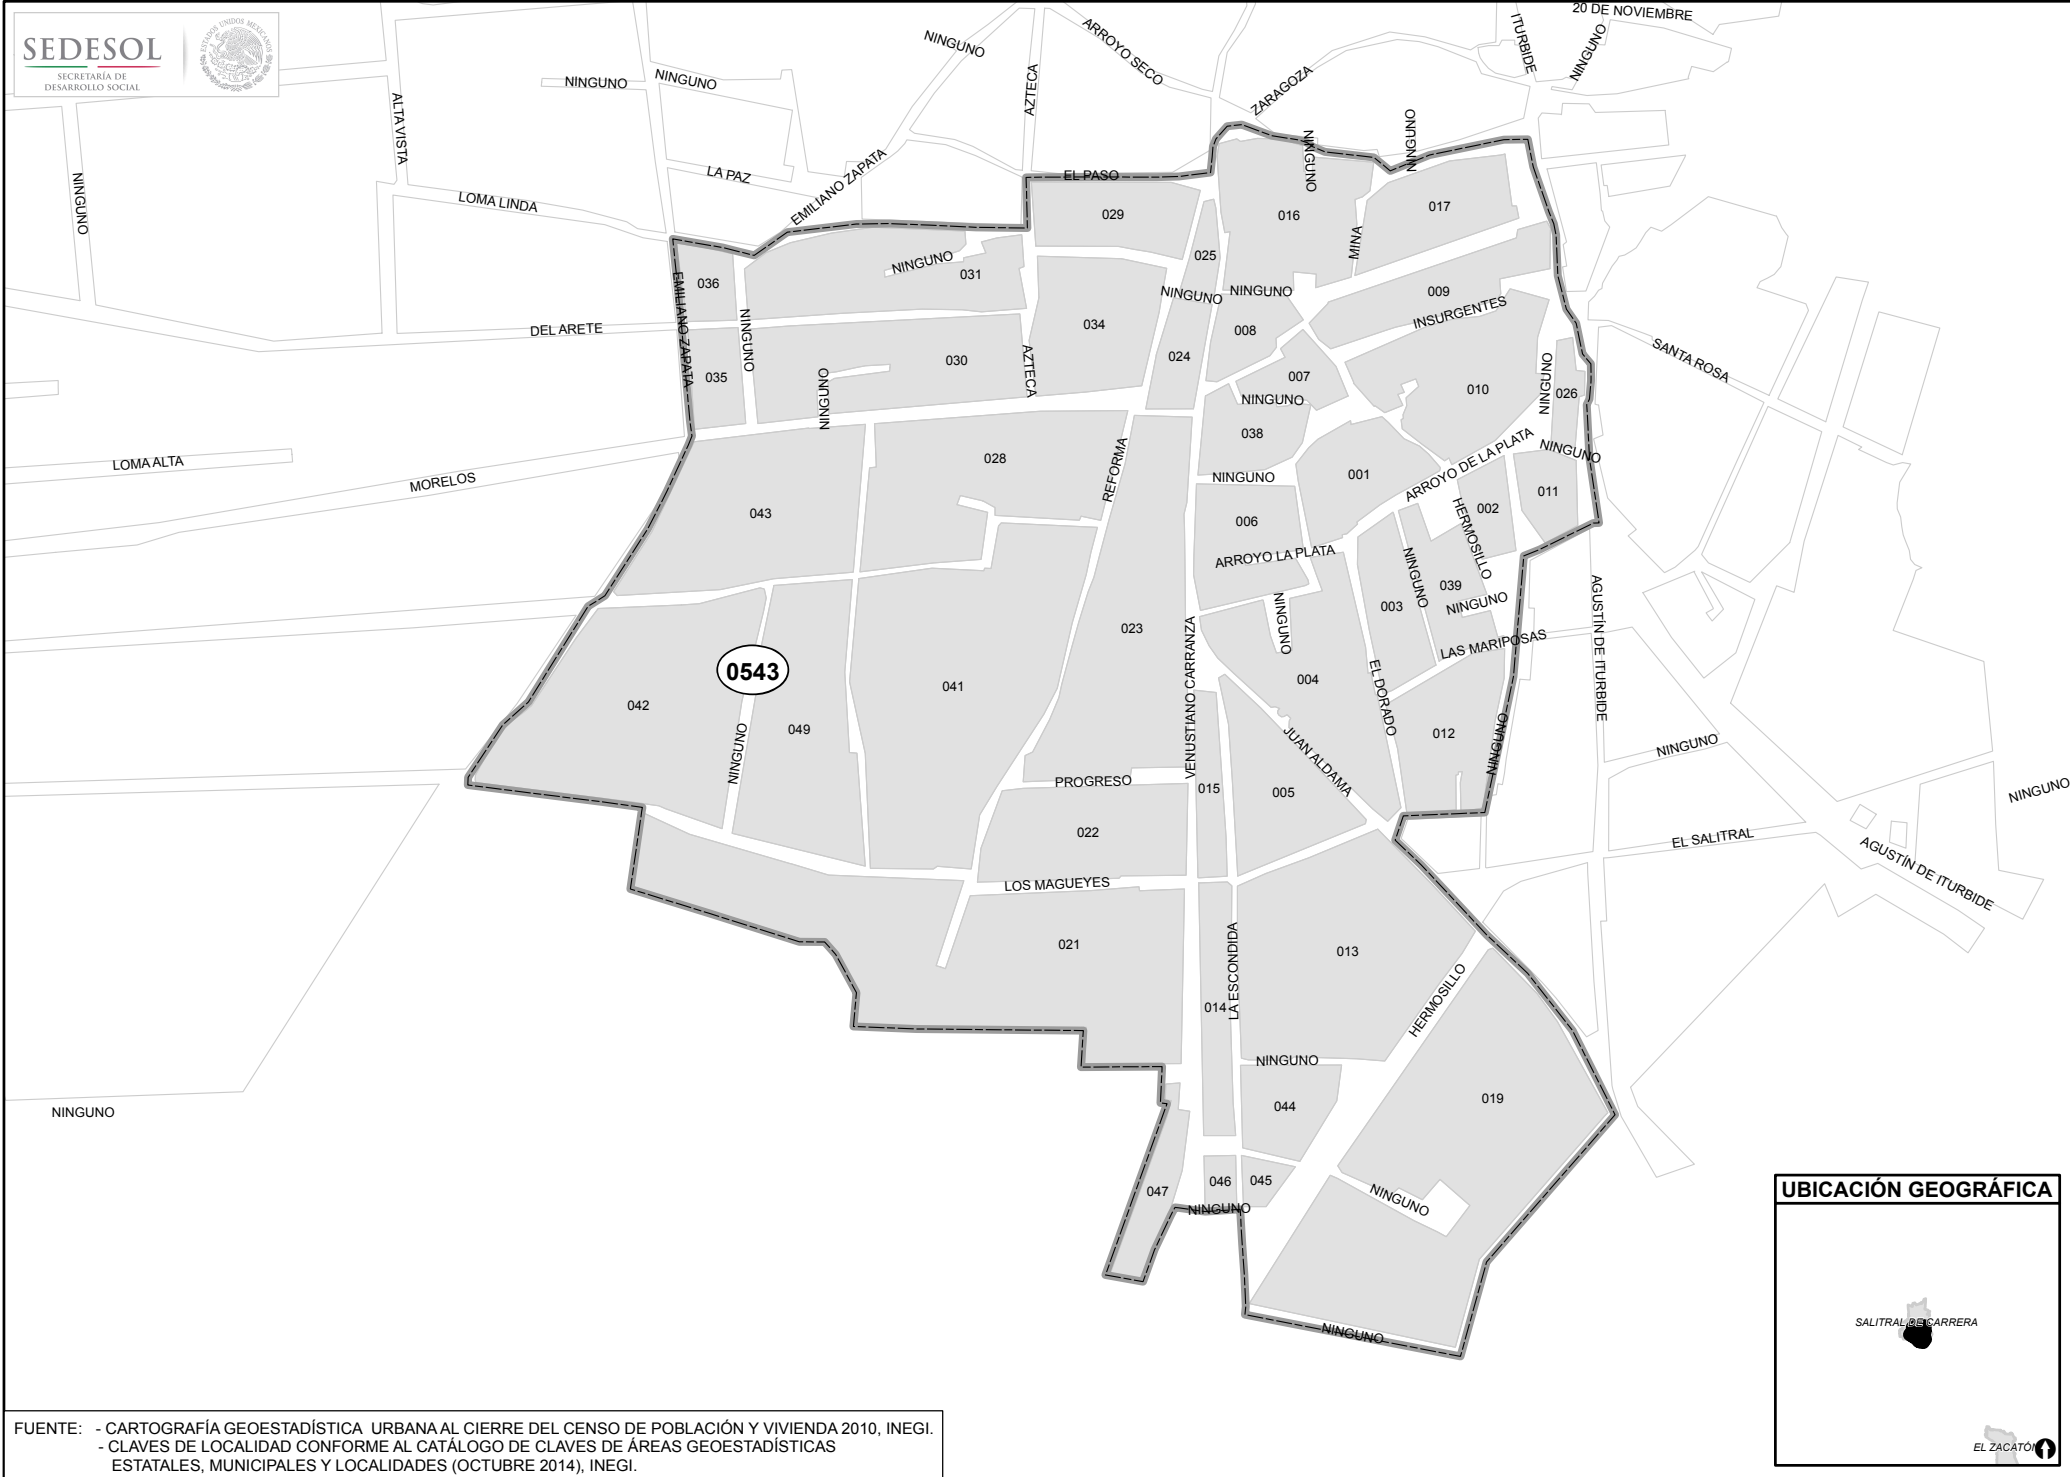 SEDESOL
SECRETARÍA DE
DESARROLLO SOCIAL
ESTADOS UNIDOS MEXICANOS
20 DE NOVIEMBRE
ITURBIDE
NINGUNO
NINGUNO
ARROYO SECO
ZARAGOZA
AZTECA
NINGUNO
NINGUNO
ALTA VISTA
NINGUNO
NINGUNO
NINGUNO
EMILIANO ZAPATA
LA PAZ
EL PASO
NINGUNO
LOMA LINDA
029
016
017
MINA
025
NINGUNO
031
036
NINGUNO
NINGUNO
009
INSURGENTES
EMILIANO ZAPATA
NINGUNO
DEL ARETE
034
008
SANTA ROSA
024
030
AZTECA
007
NINGUNO
035
NINGUNO
010
026
NINGUNO
038
ARROYO DE LA PLATA
NINGUNO
LOMA ALTA
MORELOS
028
REFORMA
NINGUNO
001
011
043
002
HERMOSILLO
006
ARROYO LA PLATA
NINGUNO
039
003
NINGUNO
NINGUNO
AGUSTÍN DE ITURBIDE
023
LAS MARIPOSAS
VENUSTIANO CARRANZA
0543
041
004
EL DORADO
042
049
NINGUNO
JUAN ALDAMA
012
NINGUNO
NINGUNO
PROGRESO
015
005
NINGUNO
022
EL SALITRAL
AGUSTÍN DE ITURBIDE
LOS MAGUEYES
021
LA ESCONDIDA
013
HERMOSILLO
014
NINGUNO
044
019
NINGUNO
047
046
045
NINGUNO
NINGUNO
NINGUNO
UBICACIÓN GEOGRÁFICA
SALITRAL DE CARRERA
EL ZACATÓN
FUENTE: - CARTOGRAFÍA GEOESTADÍSTICA URBANA AL CIERRE DEL CENSO DE POBLACIÓN Y VIVIENDA 2010, INEGI.
- CLAVES DE LOCALIDAD CONFORME AL CATÁLOGO DE CLAVES DE ÁREAS GEOESTADÍSTICAS
ESTATALES, MUNICIPALES Y LOCALIDADES (OCTUBRE 2014), INEGI.